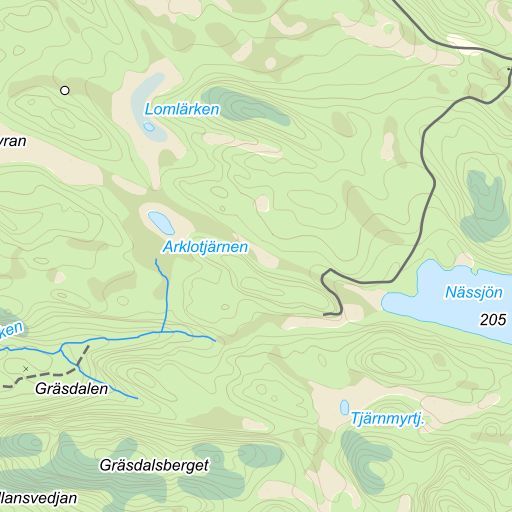 Lomlärken
Arklotjärnen
Nässjön
205
Gräsdalen
Tjärnmyrtj.
Gräsdalsberget